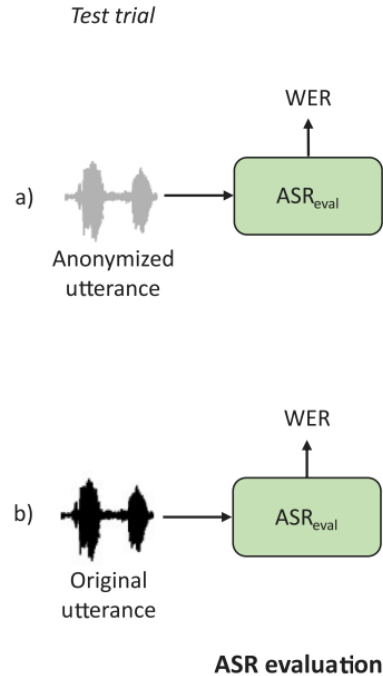 Test trial
WER
a)
ASReval
Anonymized
utterance
WER
b)
ASReval
Original
utterance
ASR evaluation